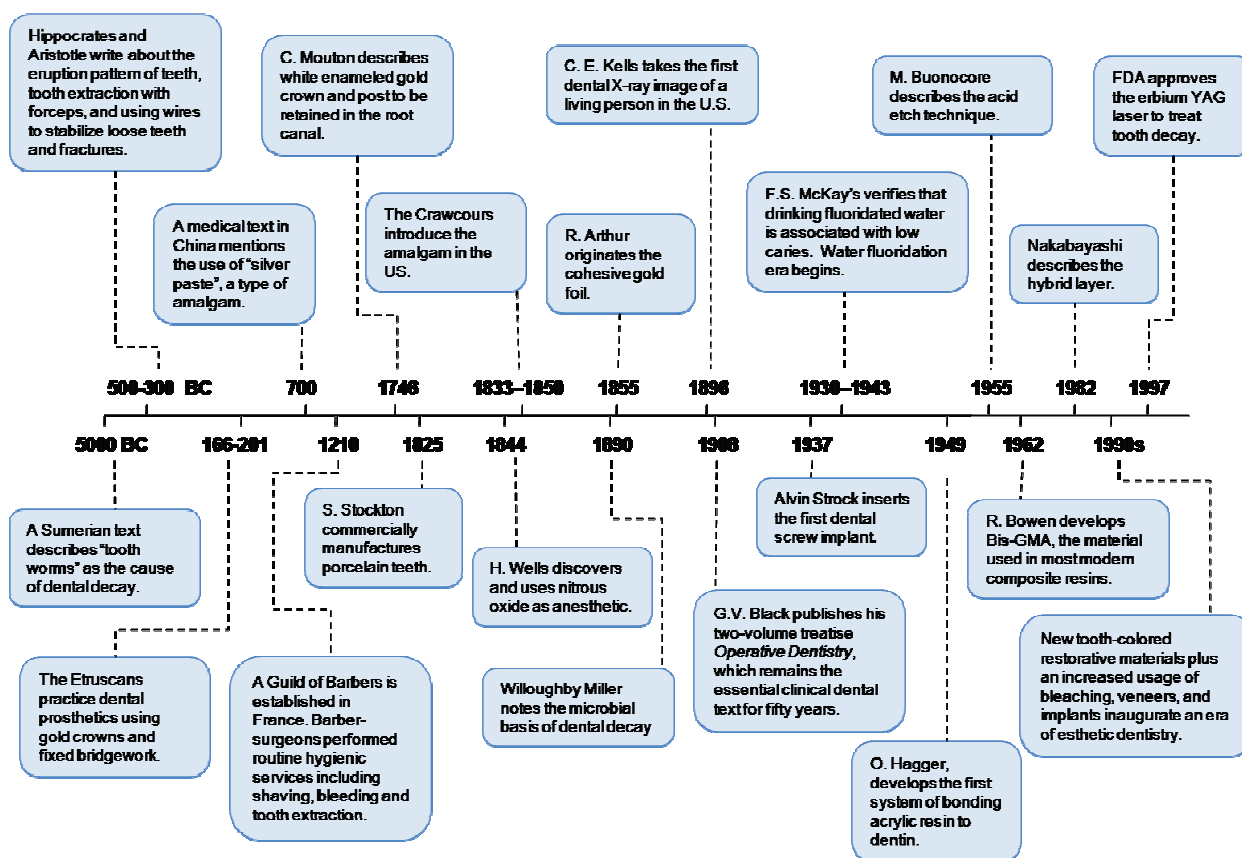 Hippocrates and
Aristotle write about the
eruption pattern of teeth,
tooth extraction with
forceps, and using wires
to stabilize loose teeth
and fractures.
C. Mouton describes
white enameled gold
crown and post to be
retained in the root
canal.
C. E. Kells takes the first
dental X-ray image of a
living person in the U.S.
M. Buonocore
describes the acid
etch technique.
FDA approves
the erbium YAG
laser to treat
tooth decay.
A medical text in
China mentions
the use of “silver
paste”, a type of
amalgam.
The Crawcours
introduce the
amalgam in the
US.
R. Arthur
originates the
cohesive gold
foil.
F.S. McKay’s verifies that
drinking fluoridated water
is associated with low
caries. Water fluoridation
era begins.
Nakabayashi
describes the
hybrid layer.
500-300 BC
700
1746
1833–1850
1855
1896
1930–1943
1955
1982
1997
5000 BC
166-201
1210
1825
1844
1890
1908
1937
1949
1962
1990s
A Sumerian text
describes “tooth
worms” as the
cause of dental decay.
S. Stockton
commercially
manufactures
porcelain teeth.
H. Wells discovers
and uses nitrous
oxide as anesthetic.
Alvin Strock inserts
the first dental
screw implant.
R. Bowen develops
Bis-GMA, the material
used in most modern
composite resins.
The Etruscans
practice dental
prosthetics using
gold crowns and
fixed bridgework.
A Guild of Barbers is
established in
France. Barber-
surgeons performed
routine hygienic
services including
shaving, bleeding and
tooth extraction.
Willoughby Miller
notes the microbial
basis of dental decay
G.V. Black publishes his
two-volume treatise
Operative Dentistry,
which remains the
essential clinical dental
text for fifty years.
O. Hagger,
develops the first
system of bonding
acrylic resin to
dentin.
New tooth-colored
restorative materials plus
an increased usage of
bleaching, veneers, and
implants inaugurate an era
of esthetic dentistry.